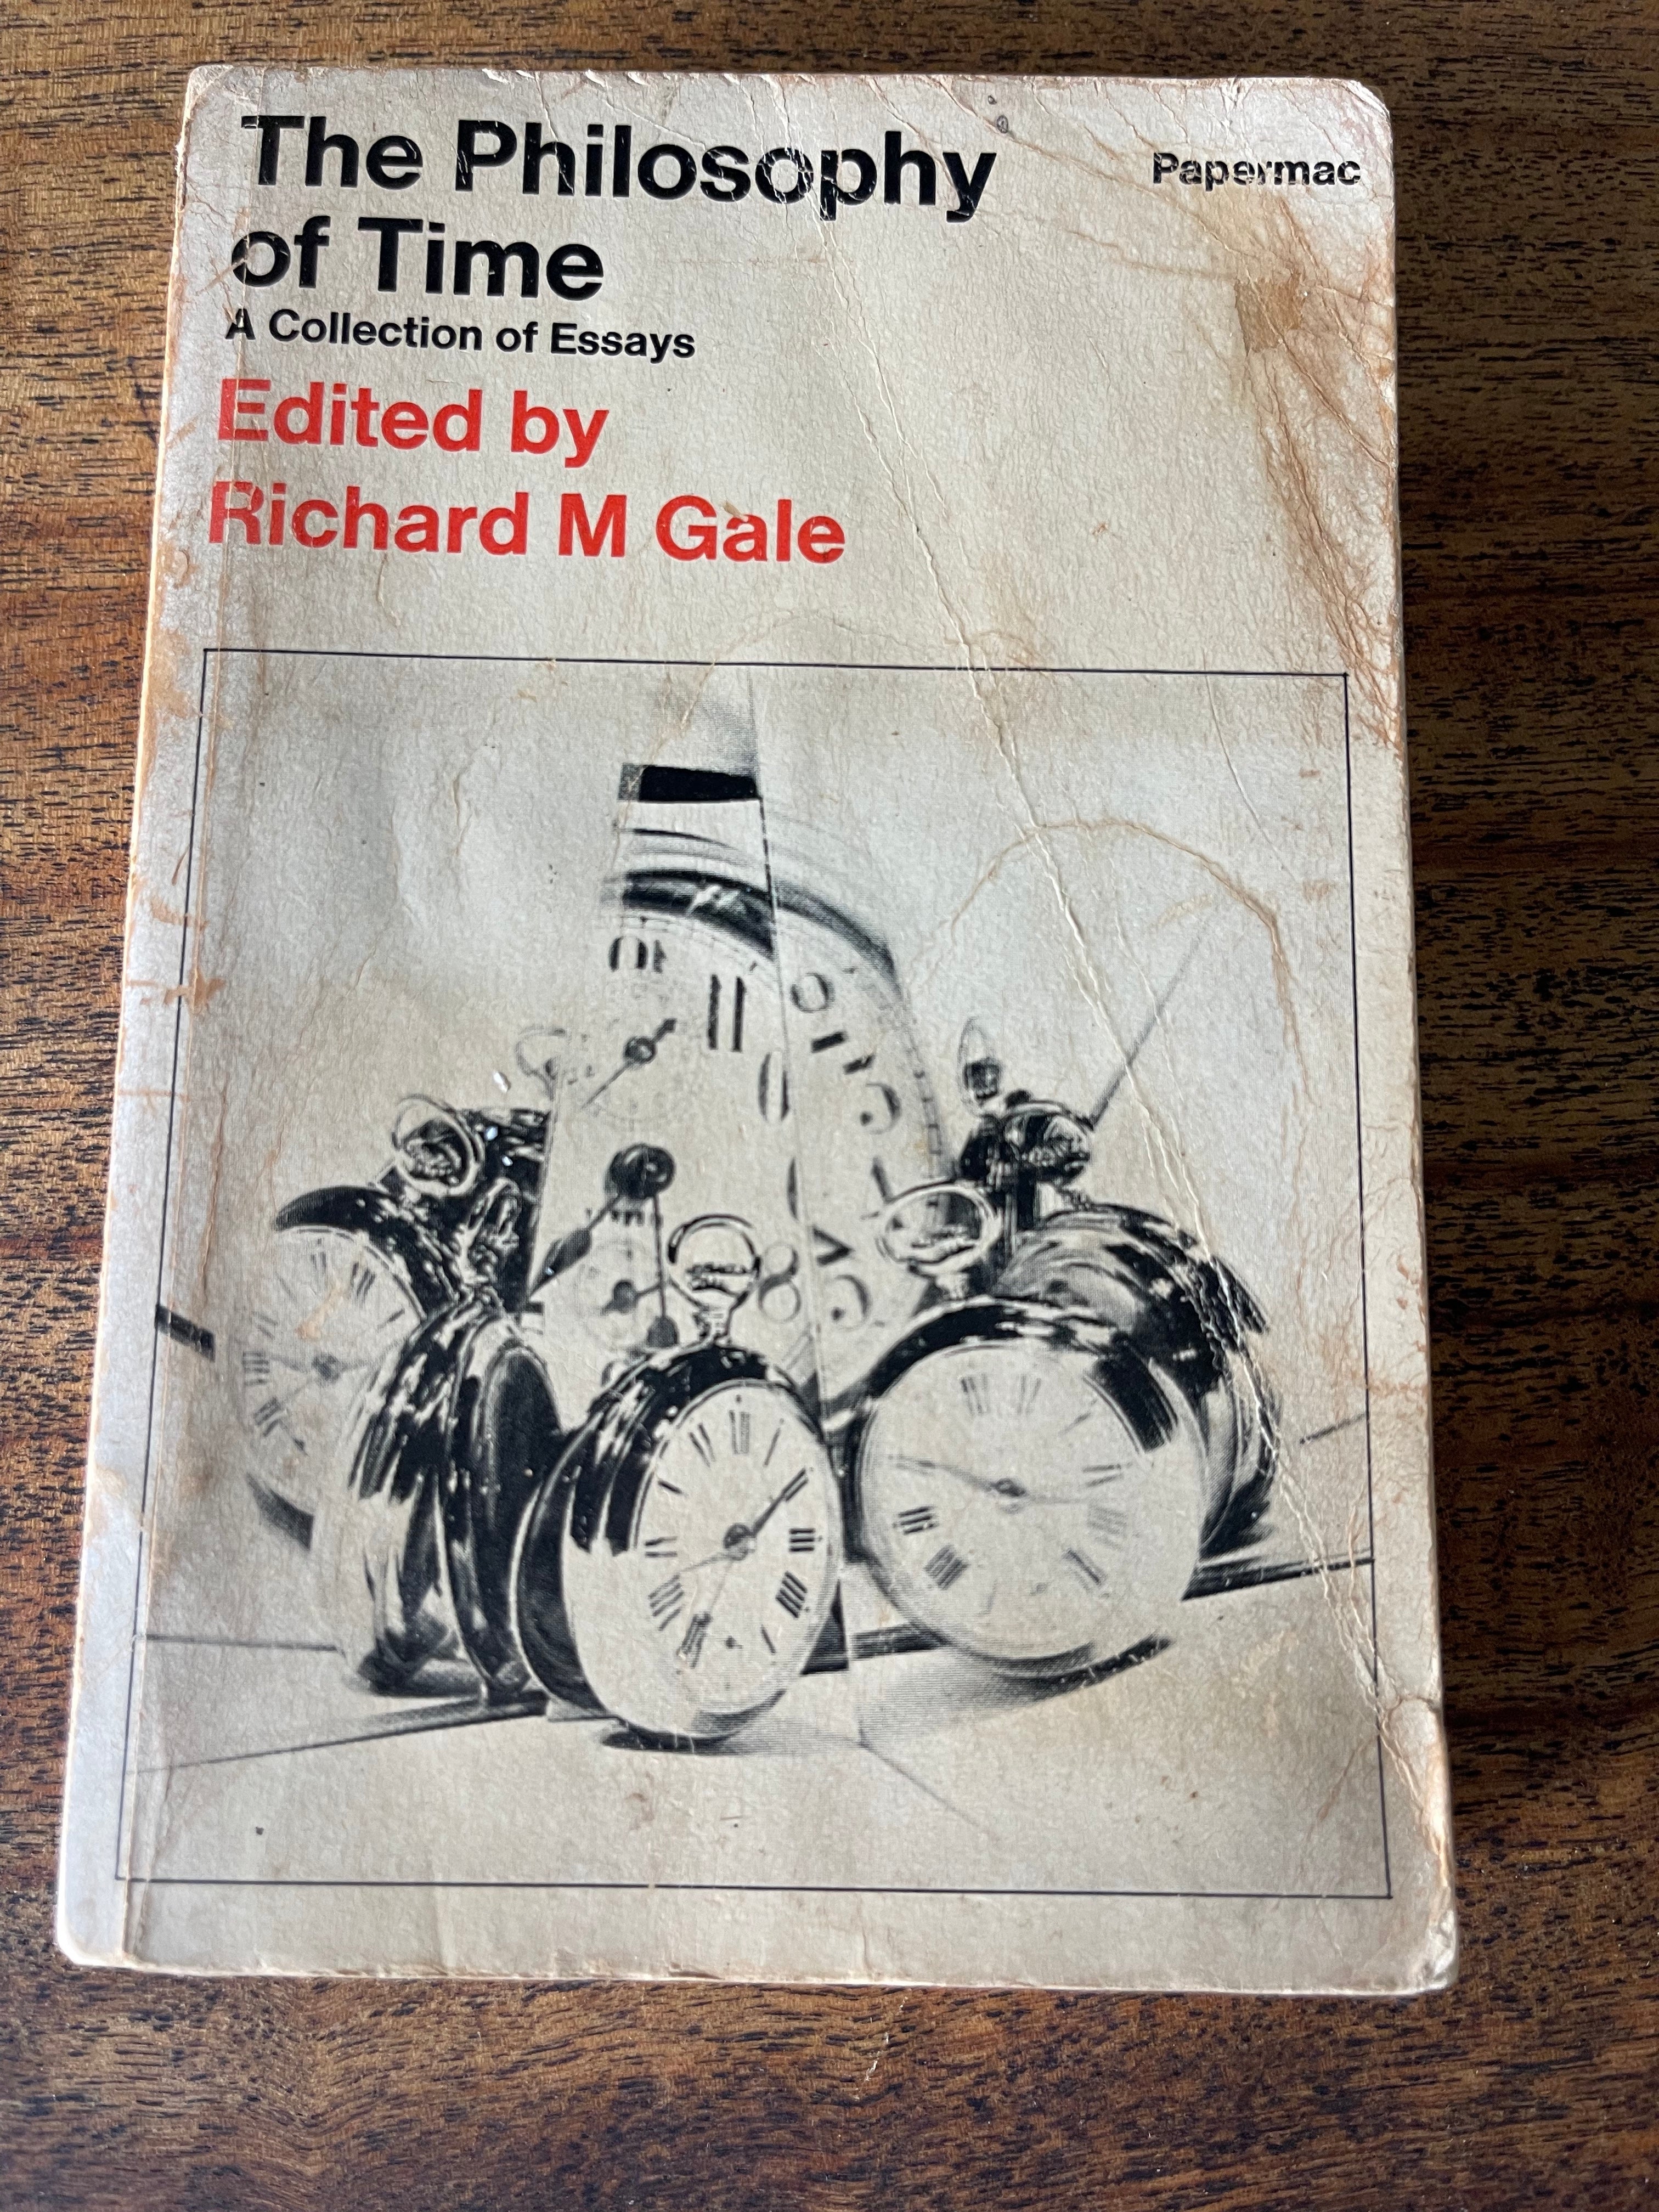 The Philosophy
of Time
Papermac
A Collection of Essays
Edited by
Richard M Gale